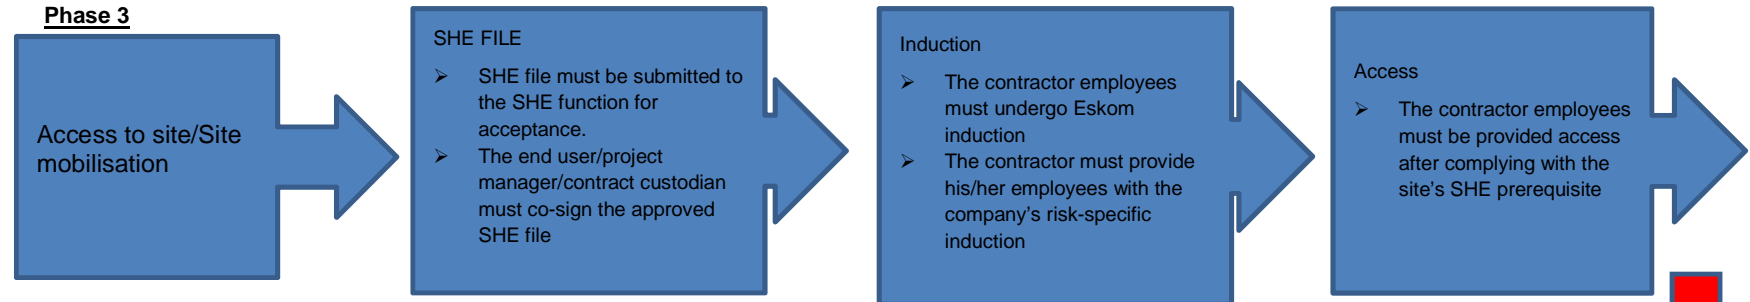 Phase 3
Access to site/Site
mobilisation
SHE FILE
➢ SHE file must be submitted to
the SHE function for
acceptance.
➢ The end user/project
manager/contract custodian
must co-sign the approved
SHE file
Induction
➢ The contractor employees
must undergo Eskom
induction
➢ The contractor must provide
his/her employees with the
company's risk-specific
induction
Access
➢ The contractor employees
must be provided access
after complying with the
site's SHE prerequisite